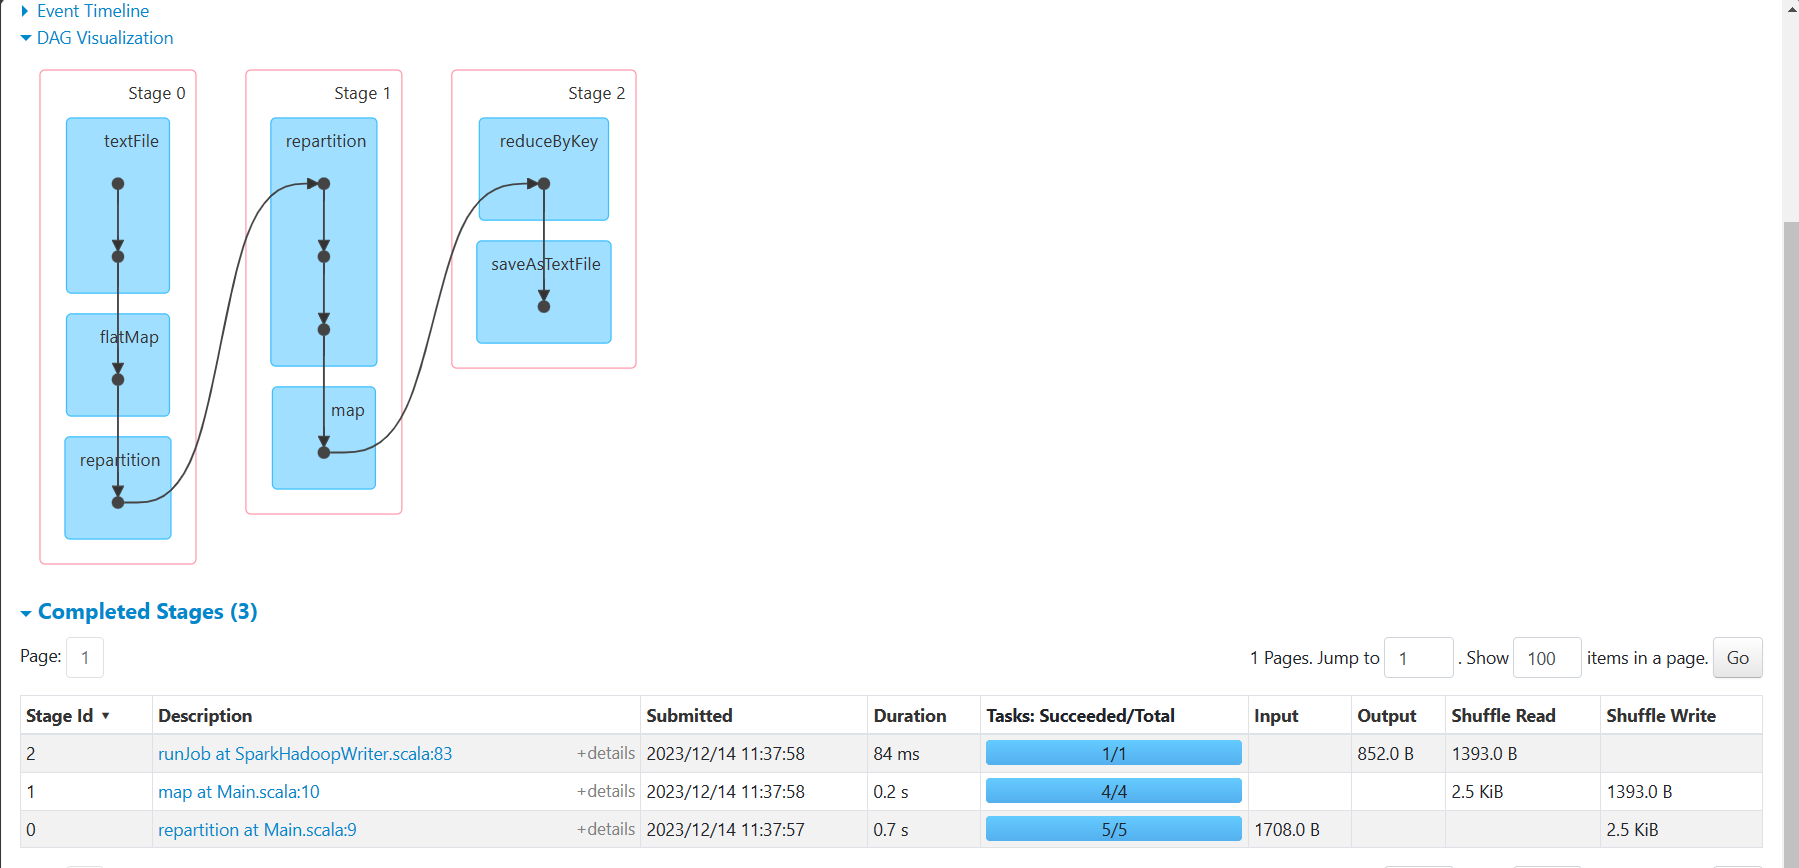 Event Timeline
DAG Visualization
Stage 0
textFile
flatMap
repartition
Stage 1
repartition
map
Stage 2
reduceByKey
saveAsTextFile
Completed Stages (3)
Page: 1
1 Pages. Jump to 1 . Show 100 items in a page. Go
Stage Id ▾ Description Submitted Duration Tasks: Succeeded/Total Input Output Shuffle Read Shuffle Write
2 runJob at SparkHadoopWriter.scala:83 +details 2023/12/14 11:37:58 84 ms 1/1 852.0 B 1393.0 B
1 map at Main.scala:10 +details 2023/12/14 11:37:58 0.2 s 4/4 2.5 KiB 1393.0 B
0 repartition at Main.scala:9 +details 2023/12/14 11:37:57 0.7 s 5/5 1708.0 B 2.5 KiB